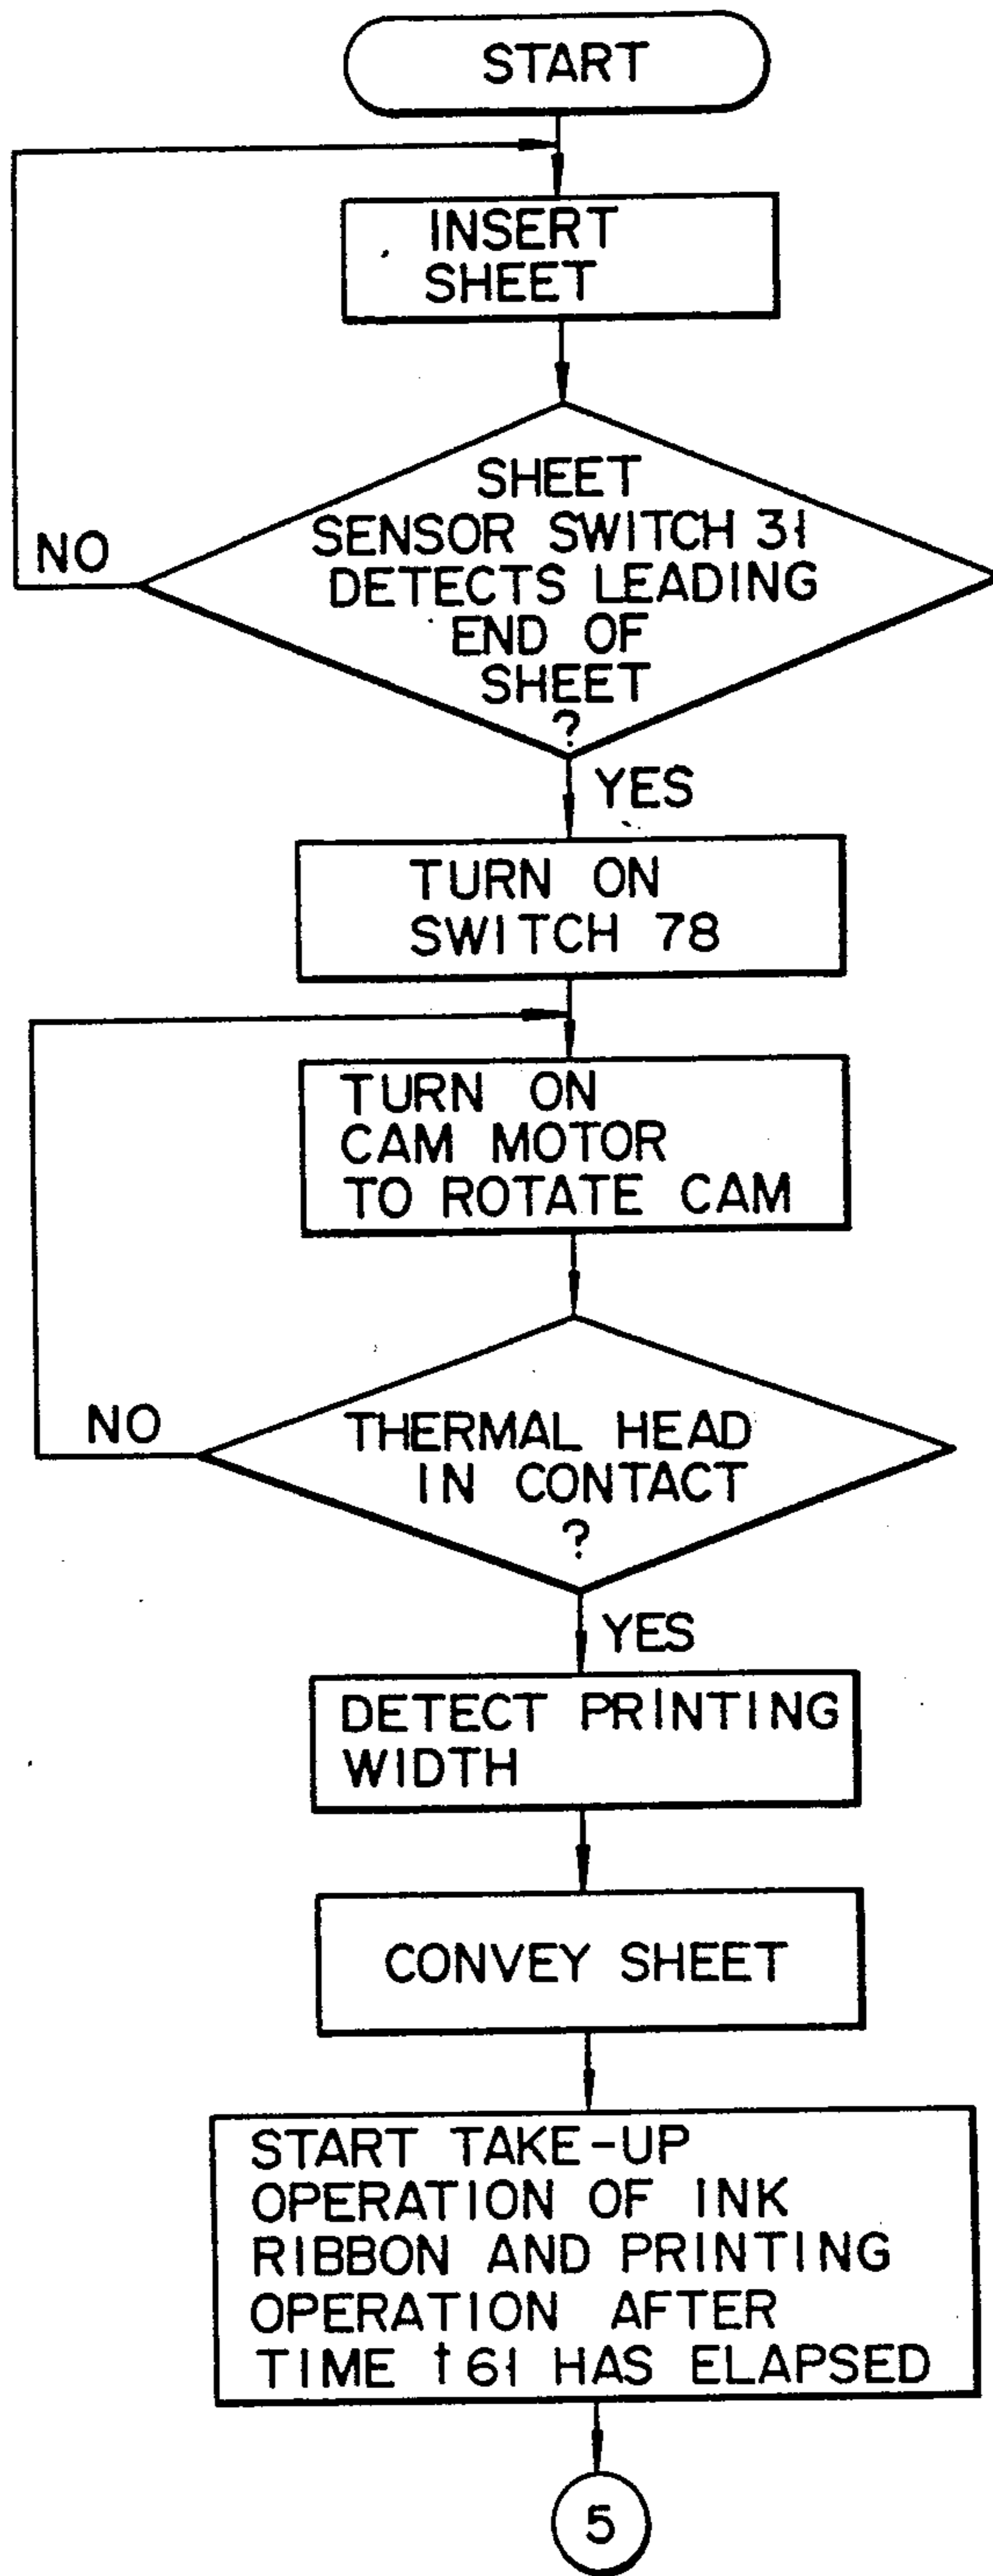 START
INSERT
SHEET
SHEET
SENSOR SWITCH 31
DETECTS LEADING
END OF
SHEET
?
NO
YES
TURN ON
SWITCH 78
TURN ON
CAM MOTOR
TO ROTATE CAM
THERMAL HEAD
IN CONTACT
?
NO
YES
DETECT PRINTING
WIDTH
CONVEY SHEET
START TAKE-UP
OPERATION OF INK
RIBBON AND PRINTING
OPERATION AFTER
TIME t61 HAS ELAPSED
5